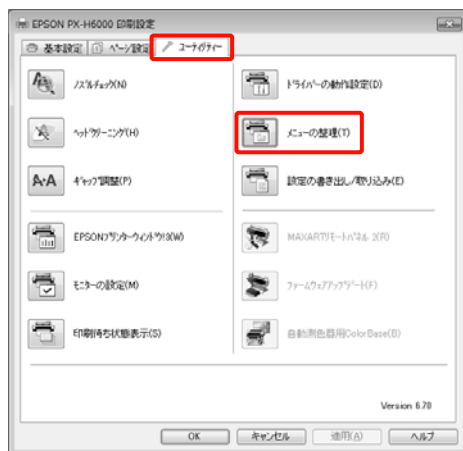 EPSON PX-H6000 印刷設定
基本設定 ページ設定 ユーティリティー
ノズルチェック(N)
ドライバーの動作設定(D)
ヘッドクリーニング(H)
メニューの整理(T)
ギャップ調整(P)
設定の書き出し/取り込み(E)
EPSONプリンターウィンドウ!3(W)
MAXARTリモートパネル 2(R)
モニターの設定(M)
ファームウェアアップデート(F)
印刷待ち状態表示(S)
自動測色器用ColorBase(B)
Version 6.70
OK キャンセル 適用(A) ヘルプ